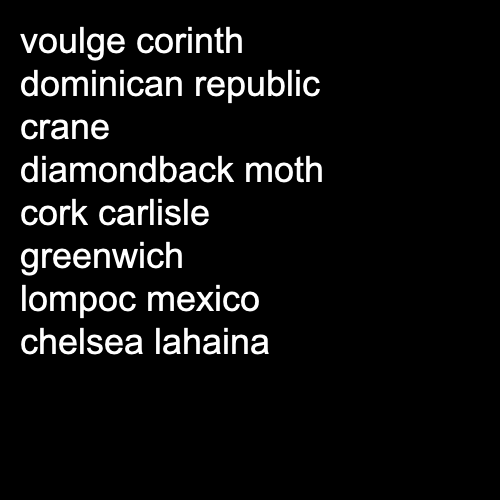 voulge corinth
dominican republic
crane
diamondback moth
cork carlisle
greenwich
lompoc mexico
chelsea lahaina